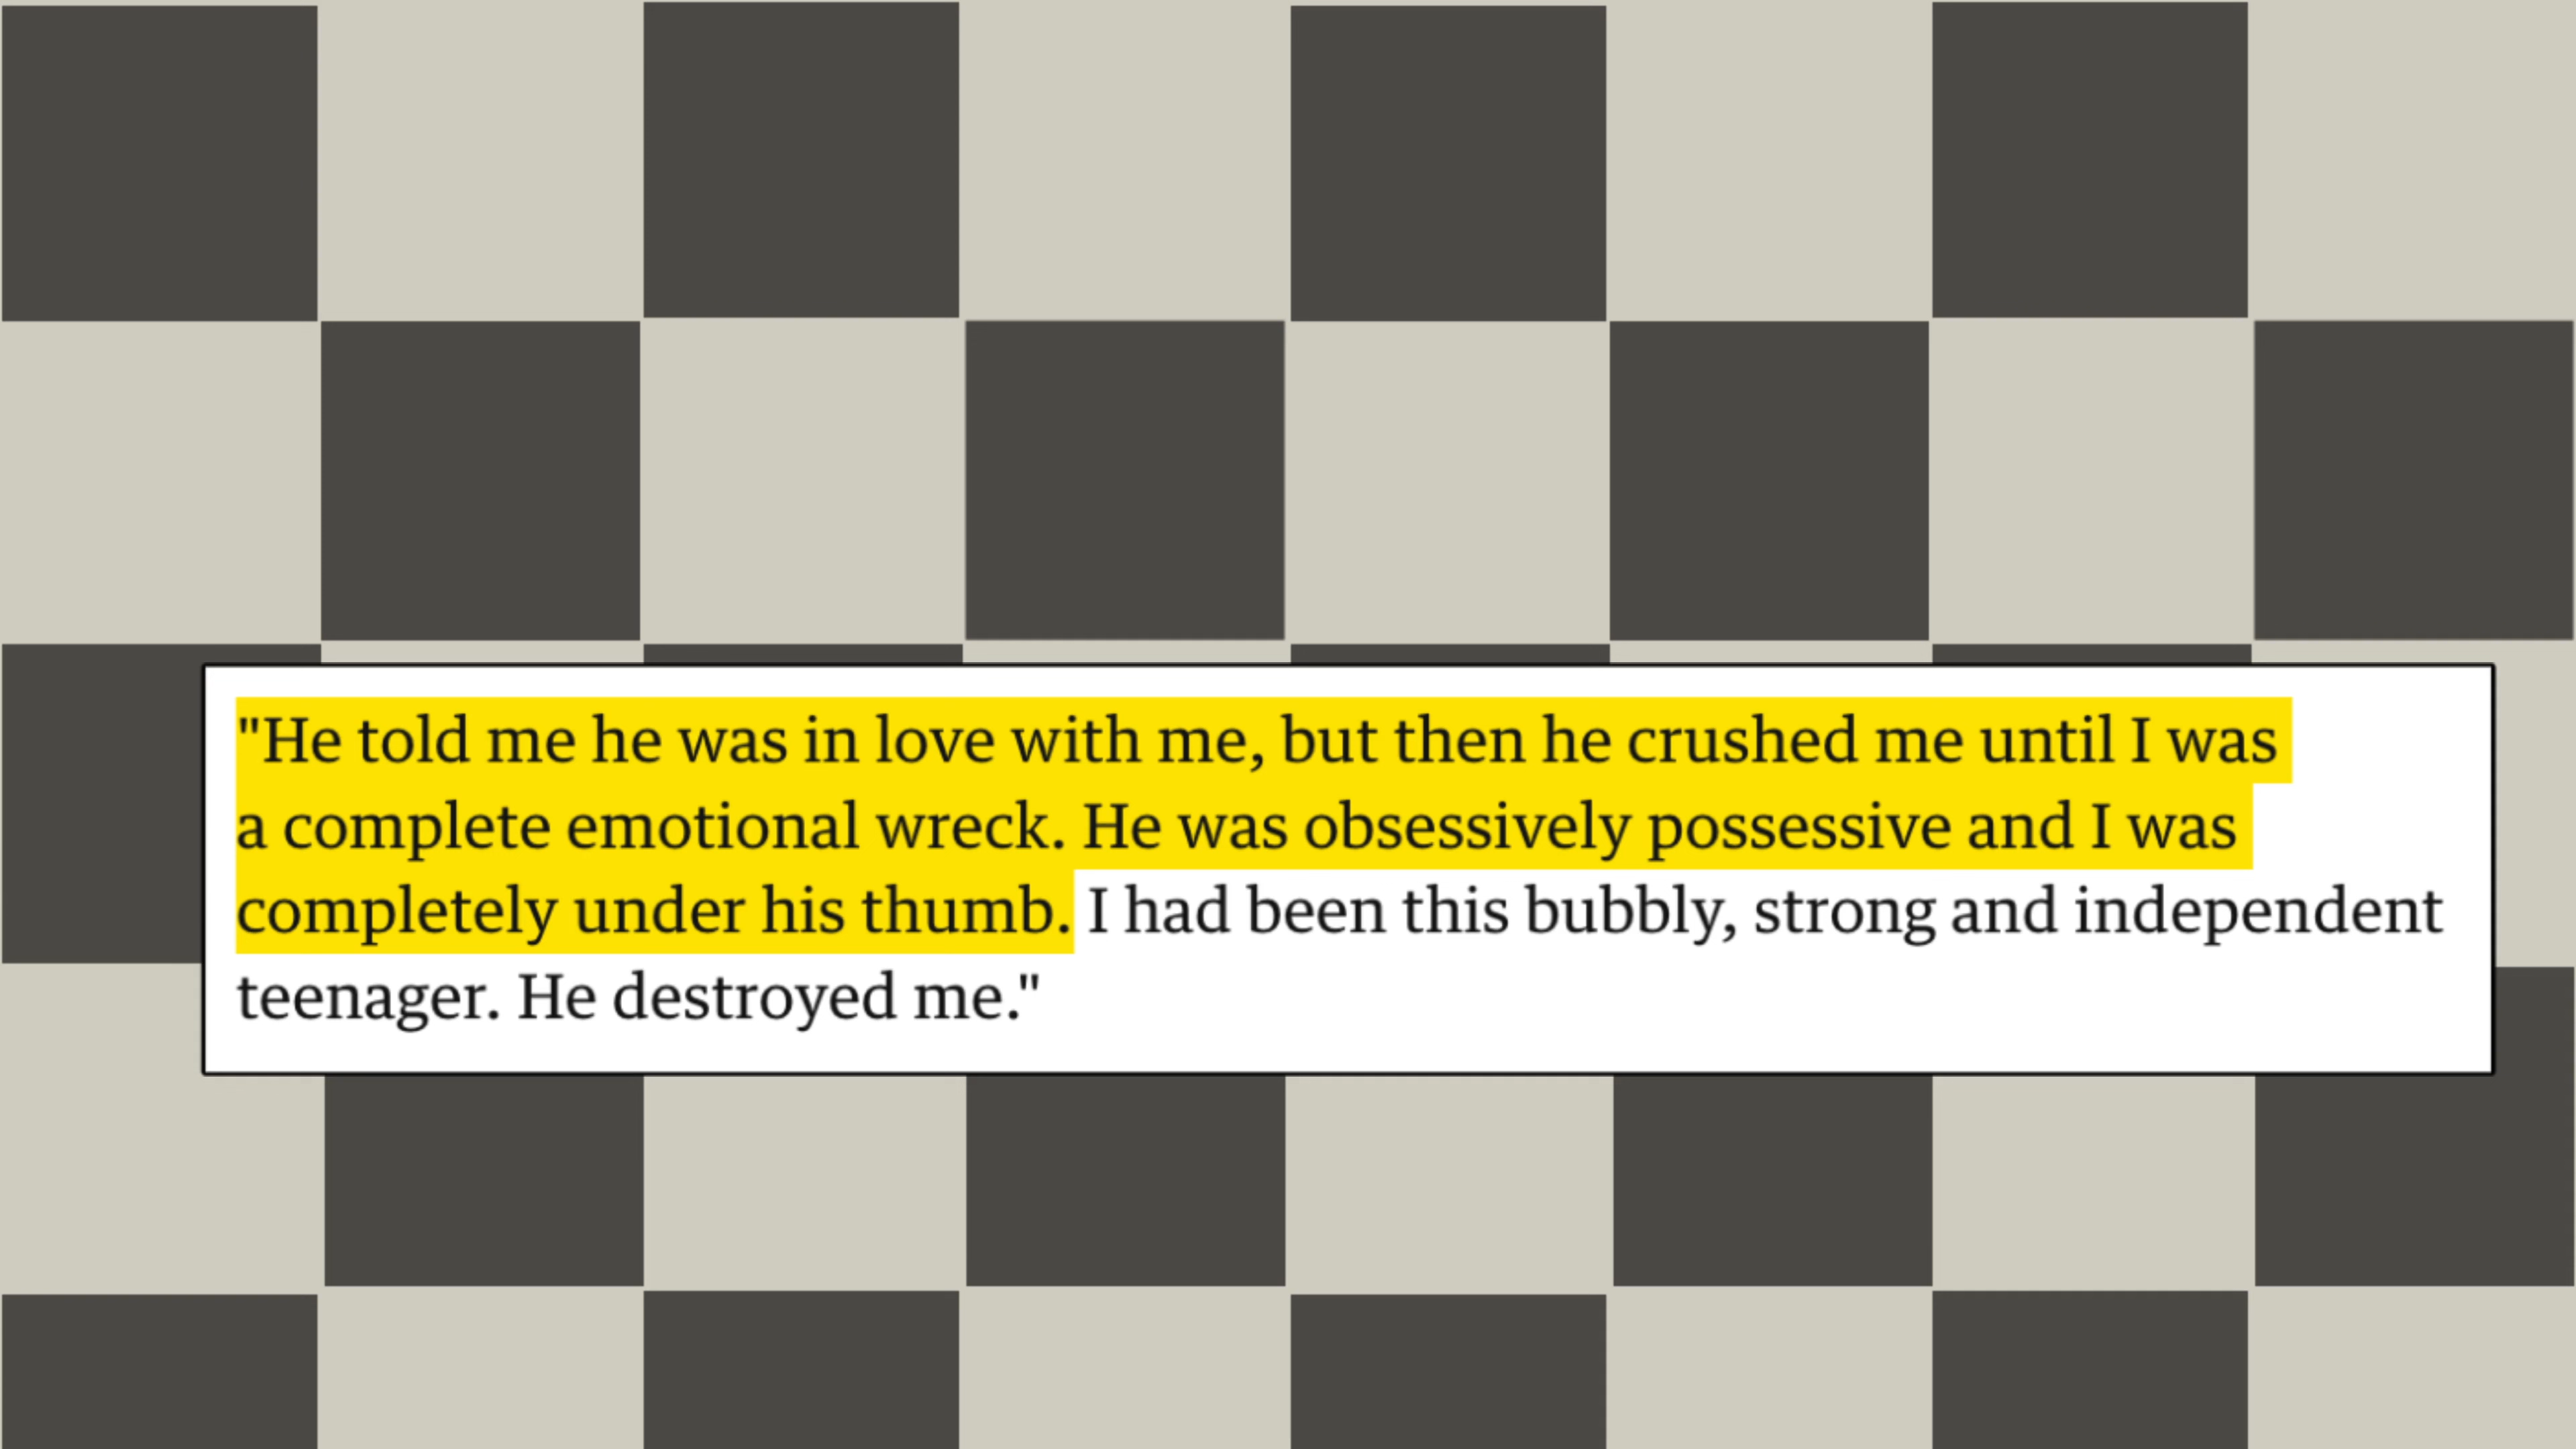 "He told me he was in love with me, but then he crushed me until I was
a complete emotional wreck. He was obsessively possessive and I was
completely under his thumb. I had been this bubbly, strong and independent
teenager. He destroyed me."